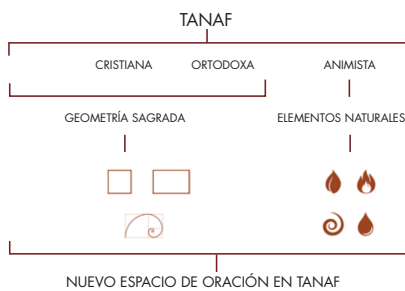 TANAF
CRISTIANA ORTODOXA ANIMISTA
GEOMETRÍA SAGRADA ELEMENTOS NATURALES
NUEVO ESPACIO DE ORACIÓN EN TANAF